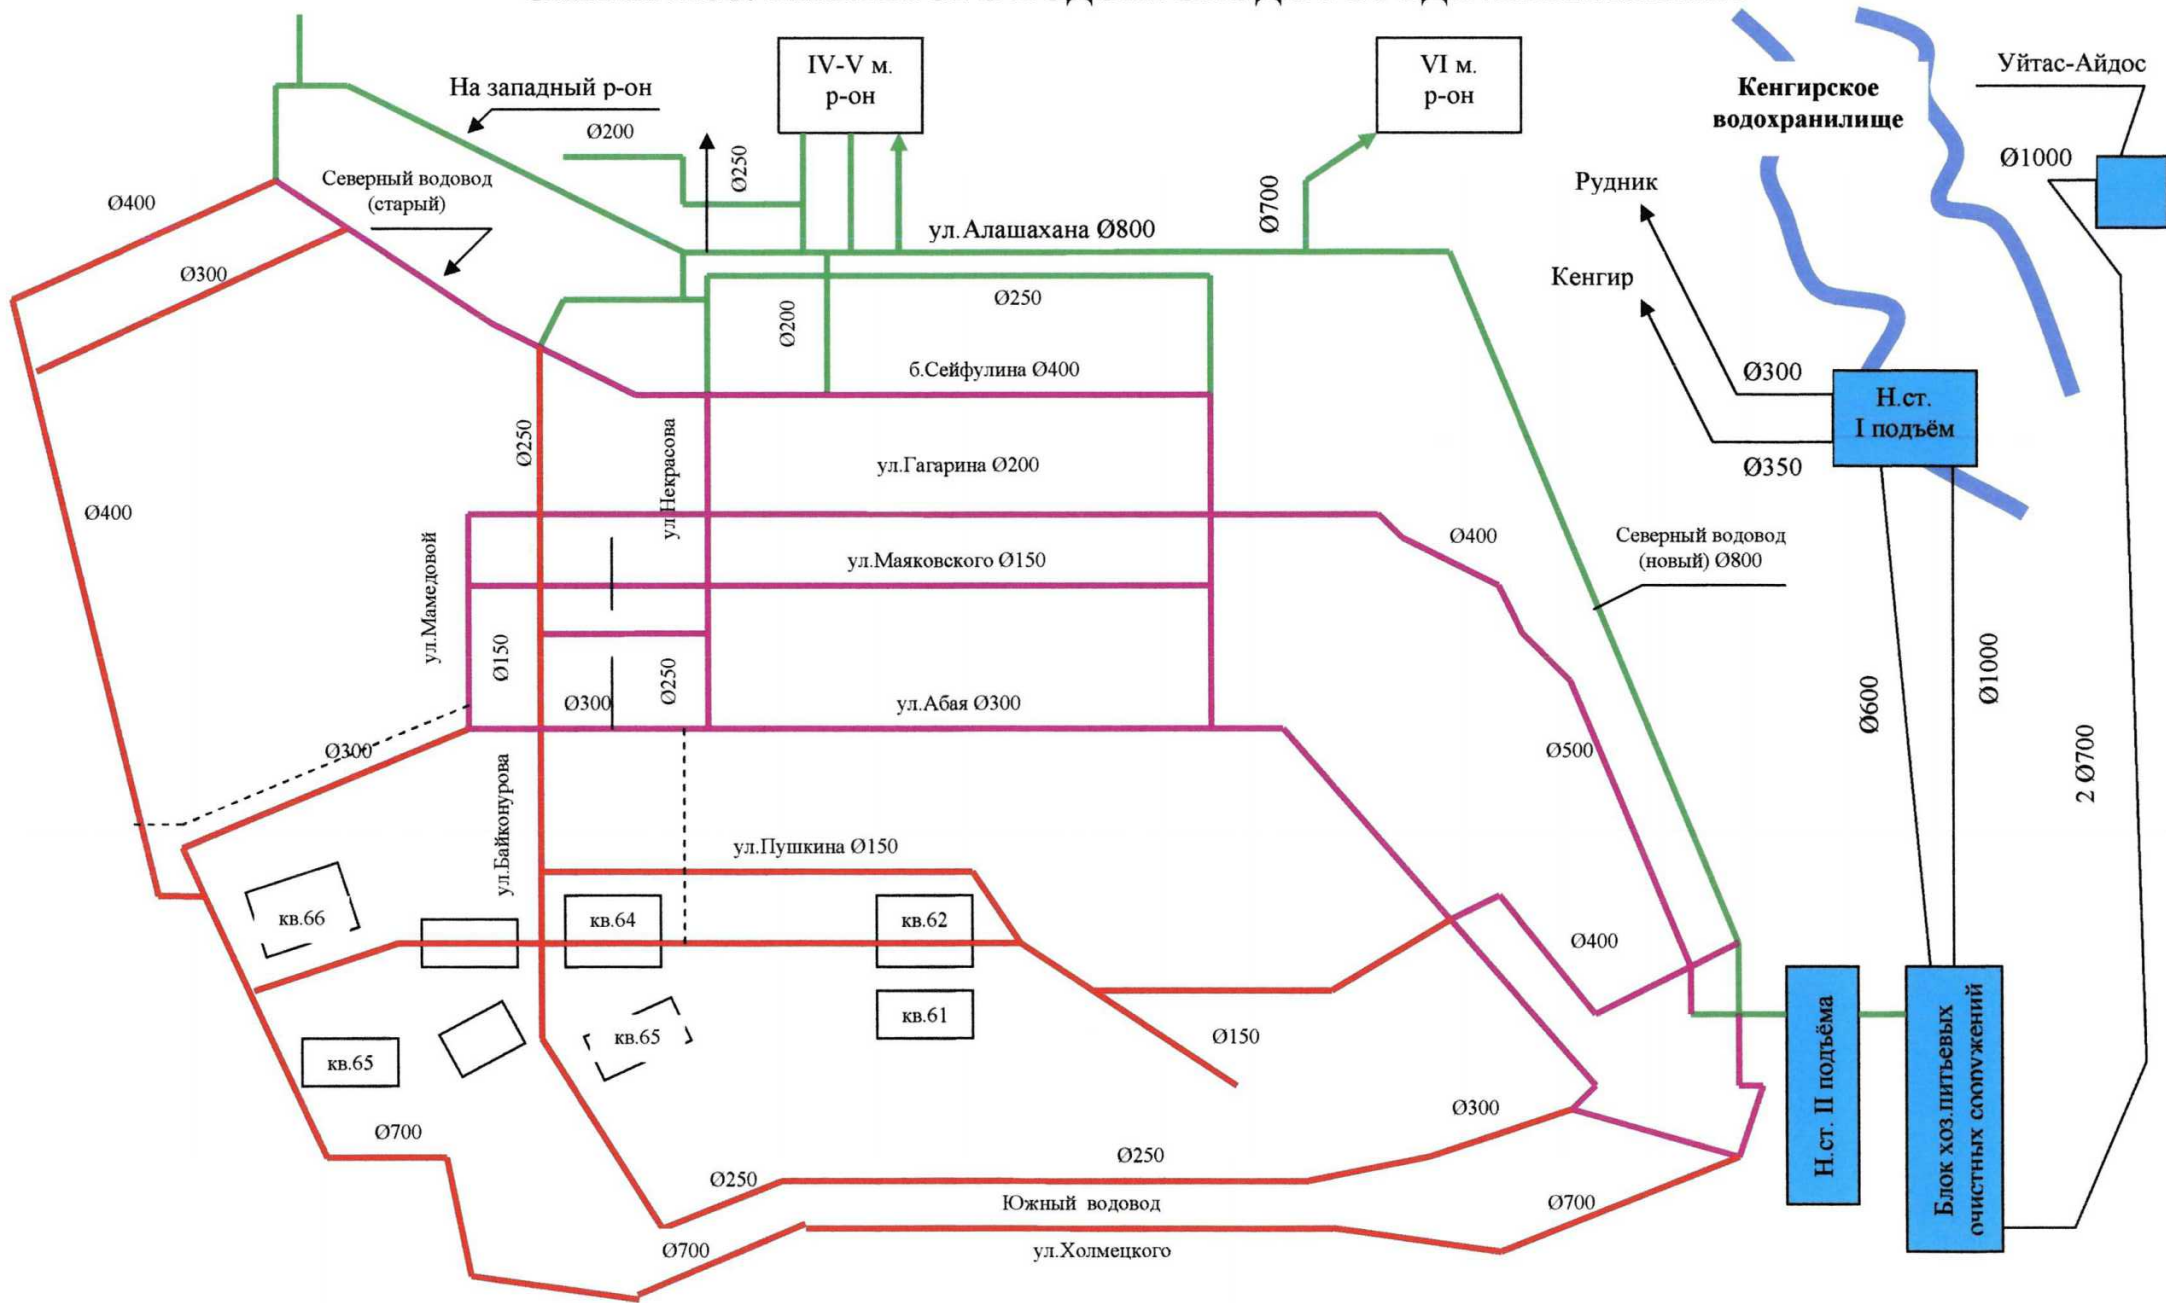 IV-V м.
р-он
VI м.
р-он
Уйтас-Айдос
На западный р-он
Кенгирское
водохранилище
Ø200
Ø250
Ø1000
Северный водовод
(старый)
Рудник
Ø400
Ø700
ул.Алашахана Ø800
Ø300
Кенгир
Ø250
Ø200
б.Сейфулина Ø400
Ø300
Н.ст.
I подъём
Ø250
ул.Некрасова
ул.Гагарина Ø200
Ø350
Ø400
Ø400
Северный водовод
(новый) Ø800
ул.Маяковского Ø150
ул.Мамедовой
Ø150
Ø250
Ø300
ул.Абая Ø300
Ø600
Ø1000
Ø500
2 Ø700
Ø300
ул.Байконурова
ул.Пушкина Ø150
кв.66
кв.64
кв.62
Ø400
кв.61
кв.65
кв.65
Ø150
Н.ст. II подъёма
Блок хоз.питьевых
очистных сооружений
Ø700
Ø300
Ø250
Ø250
Южный водовод
Ø700
Ø700
ул.Холмецкого